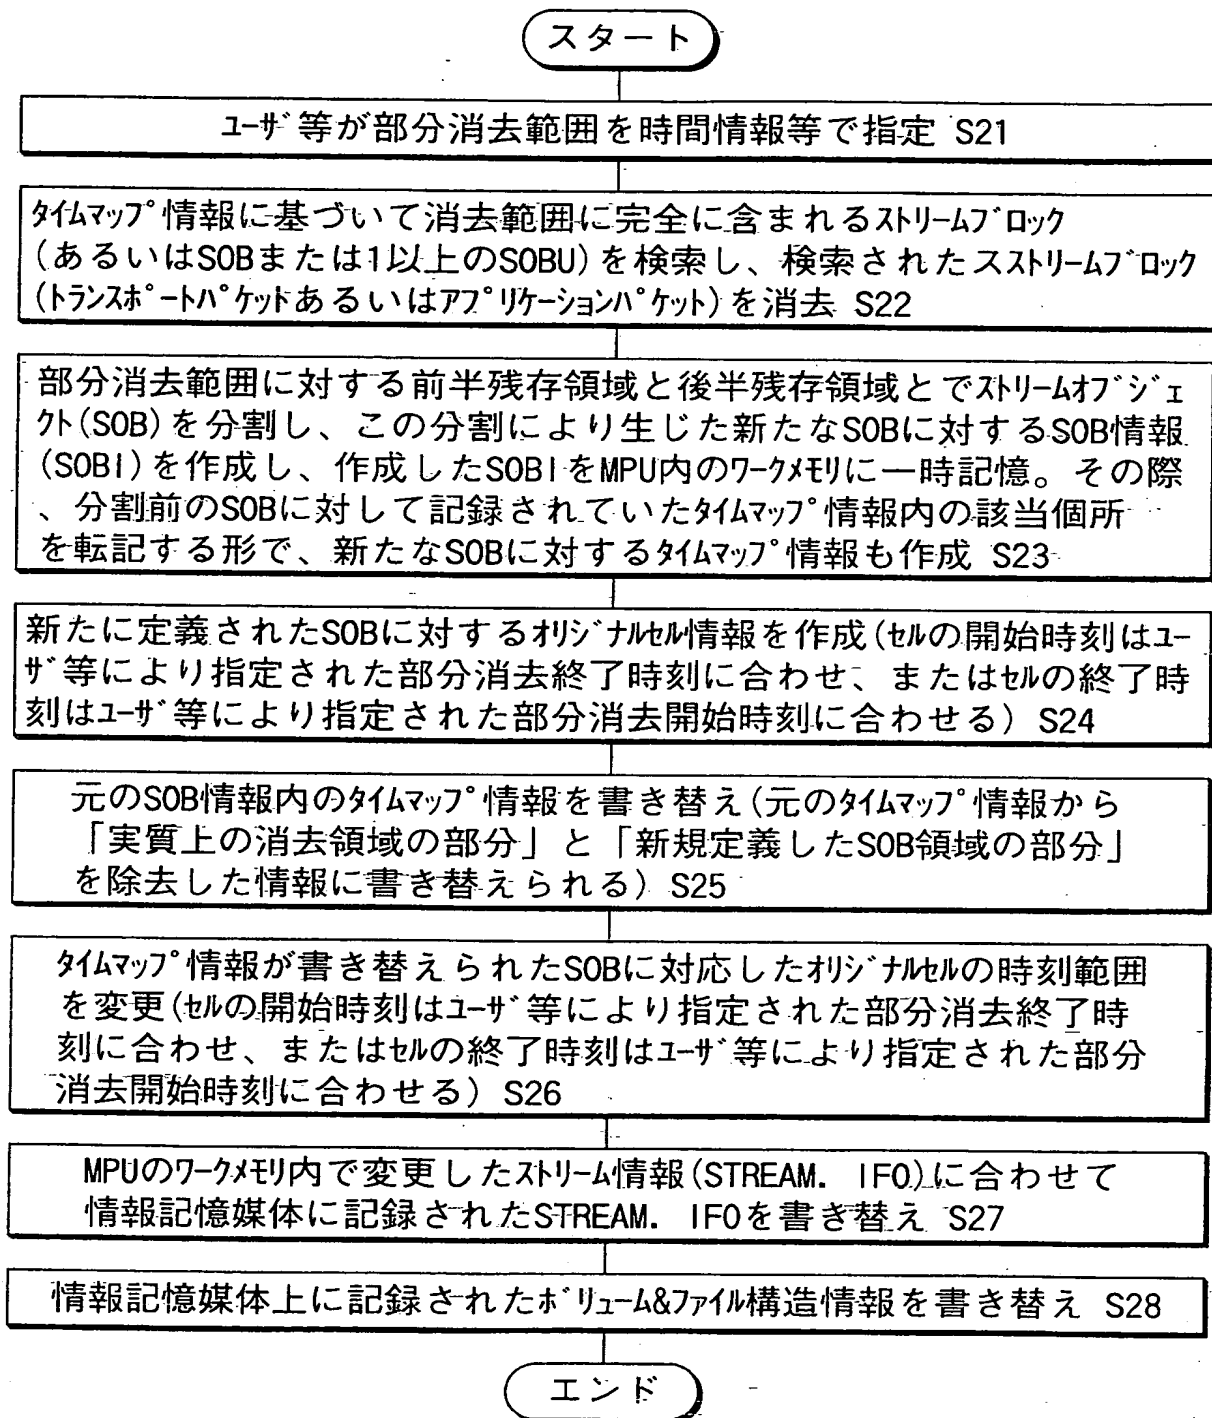 スタート
ユーザ等が部分消去範囲を時間情報等で指定 S21
タイムマップ情報に基づいて消去範囲に完全に含まれるストリームブロック
(あるいはSOBまたは1以上のSOBU)を検索し、検索されたスストリームブロック
(トランスポートパケットあるいはアプリケーションパケット)を消去 S22
部分消去範囲に対する前半残存領域と後半残存領域とでストリームオブジェ
クト(SOB)を分割し、この分割により生じた新たなSOBに対するSOB情報
(SOBI)を作成し、作成したSOBIをMPU内のワークメモリに一時記憶。その際
、分割前のSOBに対して記録されていたタイムマップ情報内の該当個所
を転記する形で、新たなSOBに対するタイムマップ情報も作成 S23
新たに定義されたSOBに対するオリジナルセル情報を作成(セルの開始時刻はユー
ザ等により指定された部分消去終了時刻に合わせ、またはセルの終了時
刻はユーザ等により指定された部分消去開始時刻に合わせる) S24
元のSOB情報内のタイムマップ情報を書き替え(元のタイムマップ情報から
「実質上の消去領域の部分」と「新規定義したSOB領域の部分」
を除去した情報に書き替えられる) S25
タイムマップ情報が書き替えられたSOBに対応したオリジナルセルの時刻範囲
を変更(セルの開始時刻はユーザ等により指定された部分消去終了時
刻に合わせ、またはセルの終了時刻はユーザ等により指定された部分
消去開始時刻に合わせる) S26
MPUのワークメモリ内で変更したストリーム情報(STREAM. IFO)に合わせて
情報記憶媒体に記録されたSTREAM. IFOを書き替え S27
情報記憶媒体上に記録されたボリューム&ファイル構造情報を書き替え S28
エンド